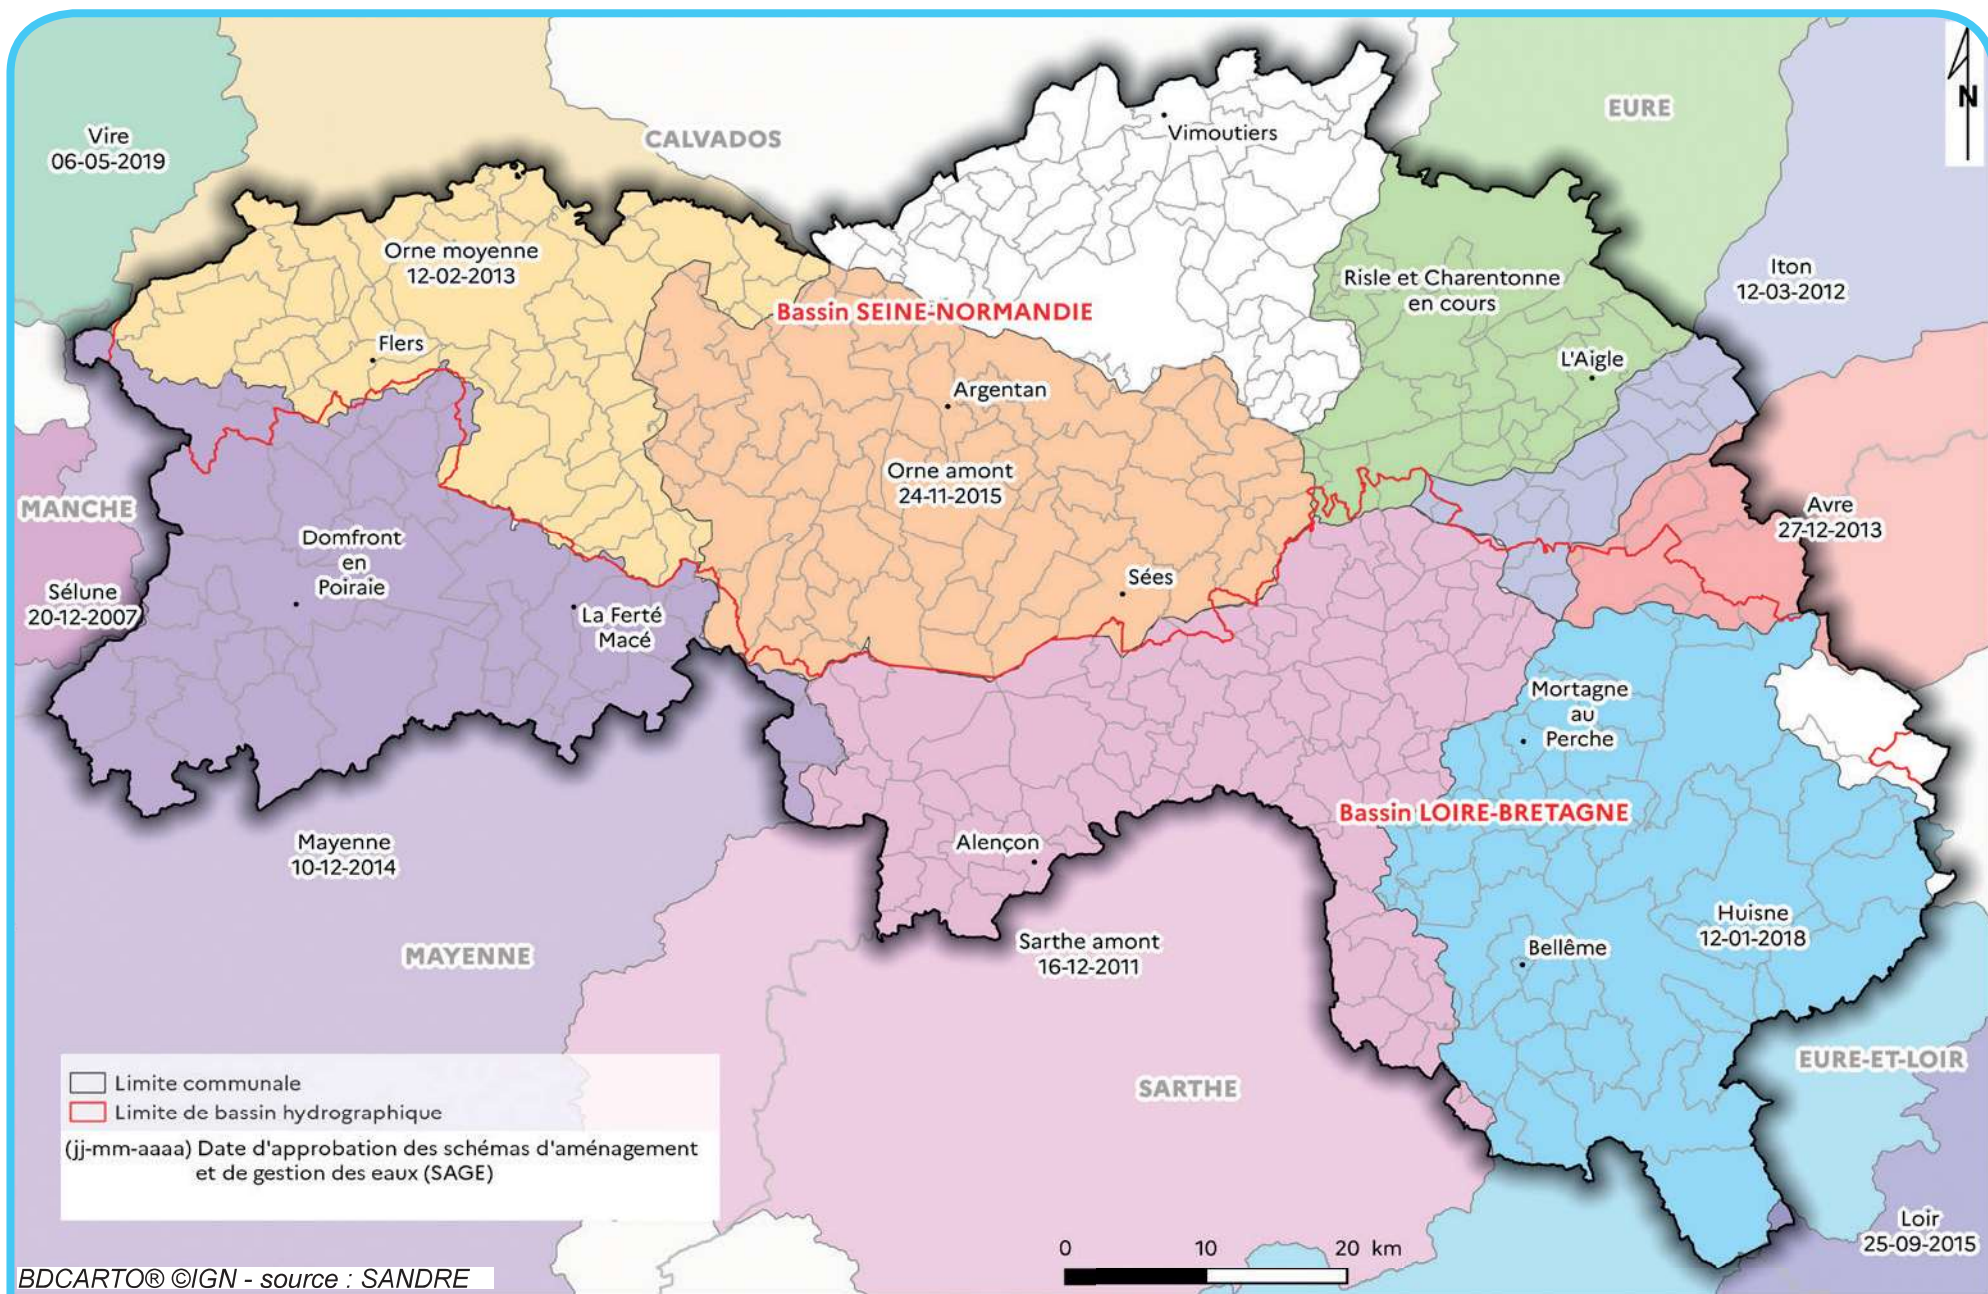 N
EURE
Vire
06-05-2019
CALVADOS
Vimoutiers
Orne moyenne
12-02-2013
Iton
12-03-2012
Risle et Charentonne
en cours
Bassin SEINE-NORMANDIE
Flers
L'Aigle
Argentan
Orne amont
24-11-2015
MANCHE
Avre
27-12-2013
Domfront
en
Poiraie
Sées
Sélune
20-12-2007
La Ferté
Macé
Mortagne
au
Perche
Bassin LOIRE-BRETAGNE
Mayenne
10-12-2014
Alençon
Huisne
12-01-2018
Sarthe amont
16-12-2011
Bellême
MAYENNE
EURE-ET-LOIR
SARTHE
Limite communale
Limite de bassin hydrographique
(jj-mm-aaaa) Date d'approbation des schémas d'aménagement
et de gestion des eaux (SAGE)
Loir
25-09-2015
0 10 20 km
BDCARTO® ©IGN - source : SANDRE